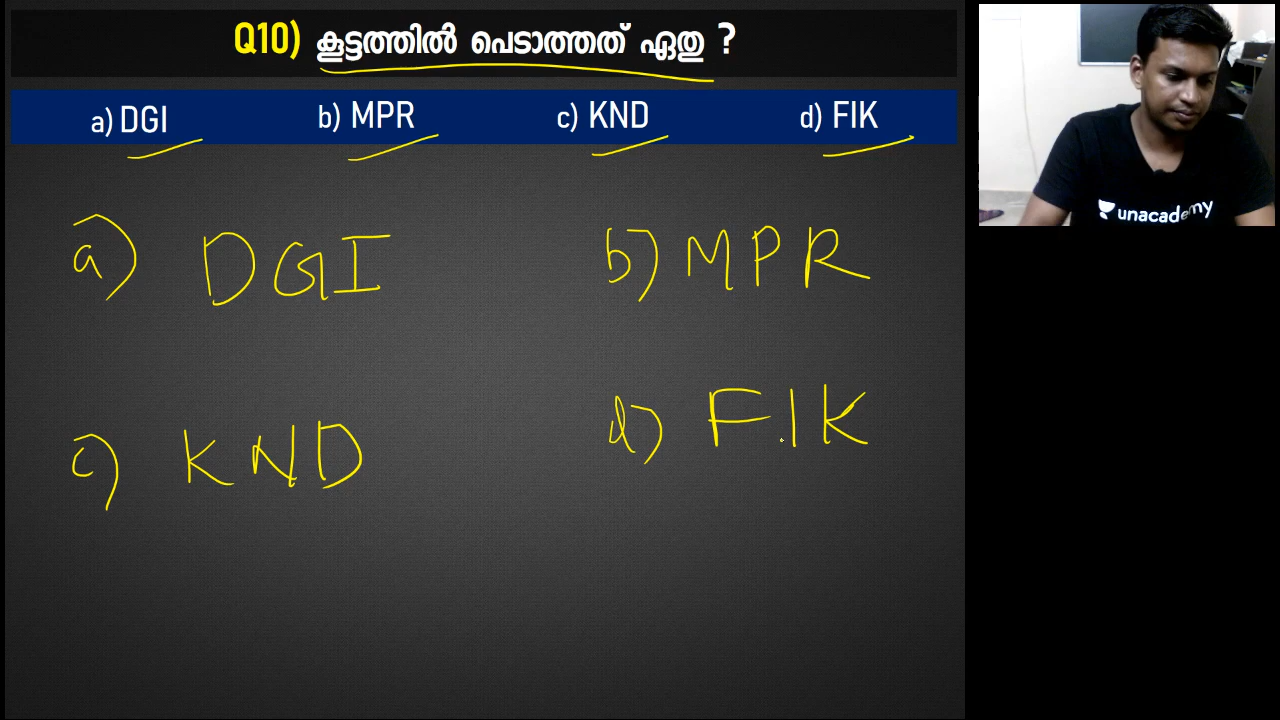 Q10) കൂട്ടത്തിൽ പെടാത്തത് ഏതു ?
a) DGI b) MPR c) KND d) FIK
unacademy
a) DGI b) MPR
c) KND d) FIK